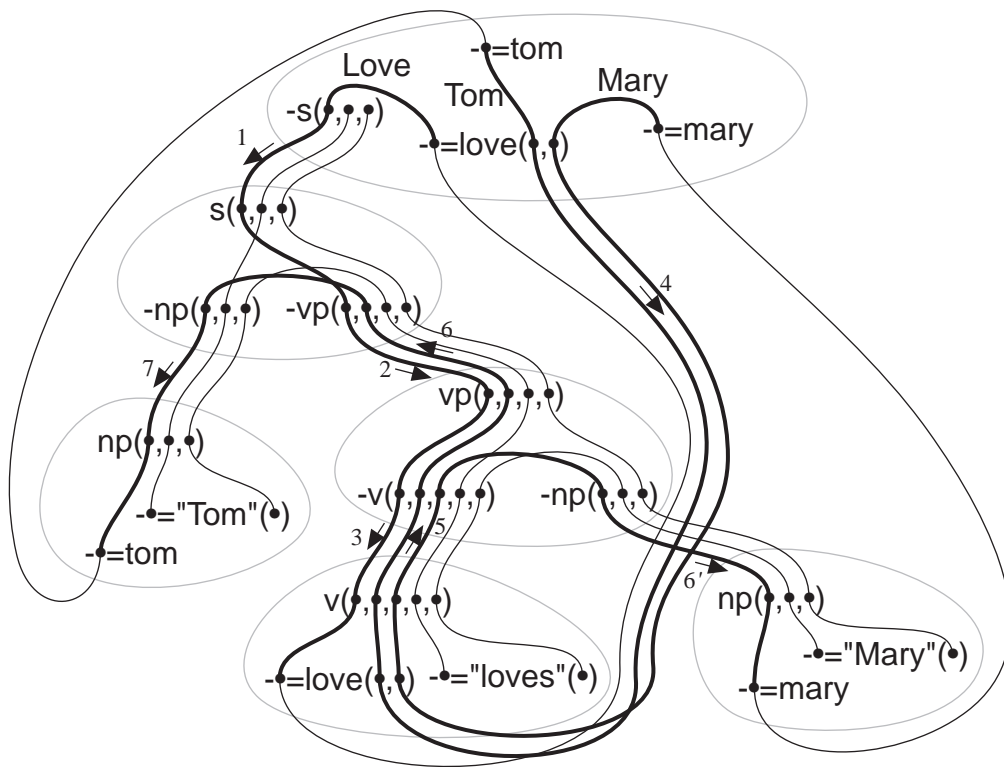 -=tom
Love
Mary
Tom
-s(,,)
-=mary
-=love(,)
1
s(,,)
4
-np(,,)
-vp(,,,)
6
7
2
vp(,,,)
np(,,)
-v(,,,,)
-np(,,)
-="Tom"()
3
5
-=tom
6'
v(,,,,)
np(,,)
-="Mary"()
-=love(,)
-="loves"()
-=mary